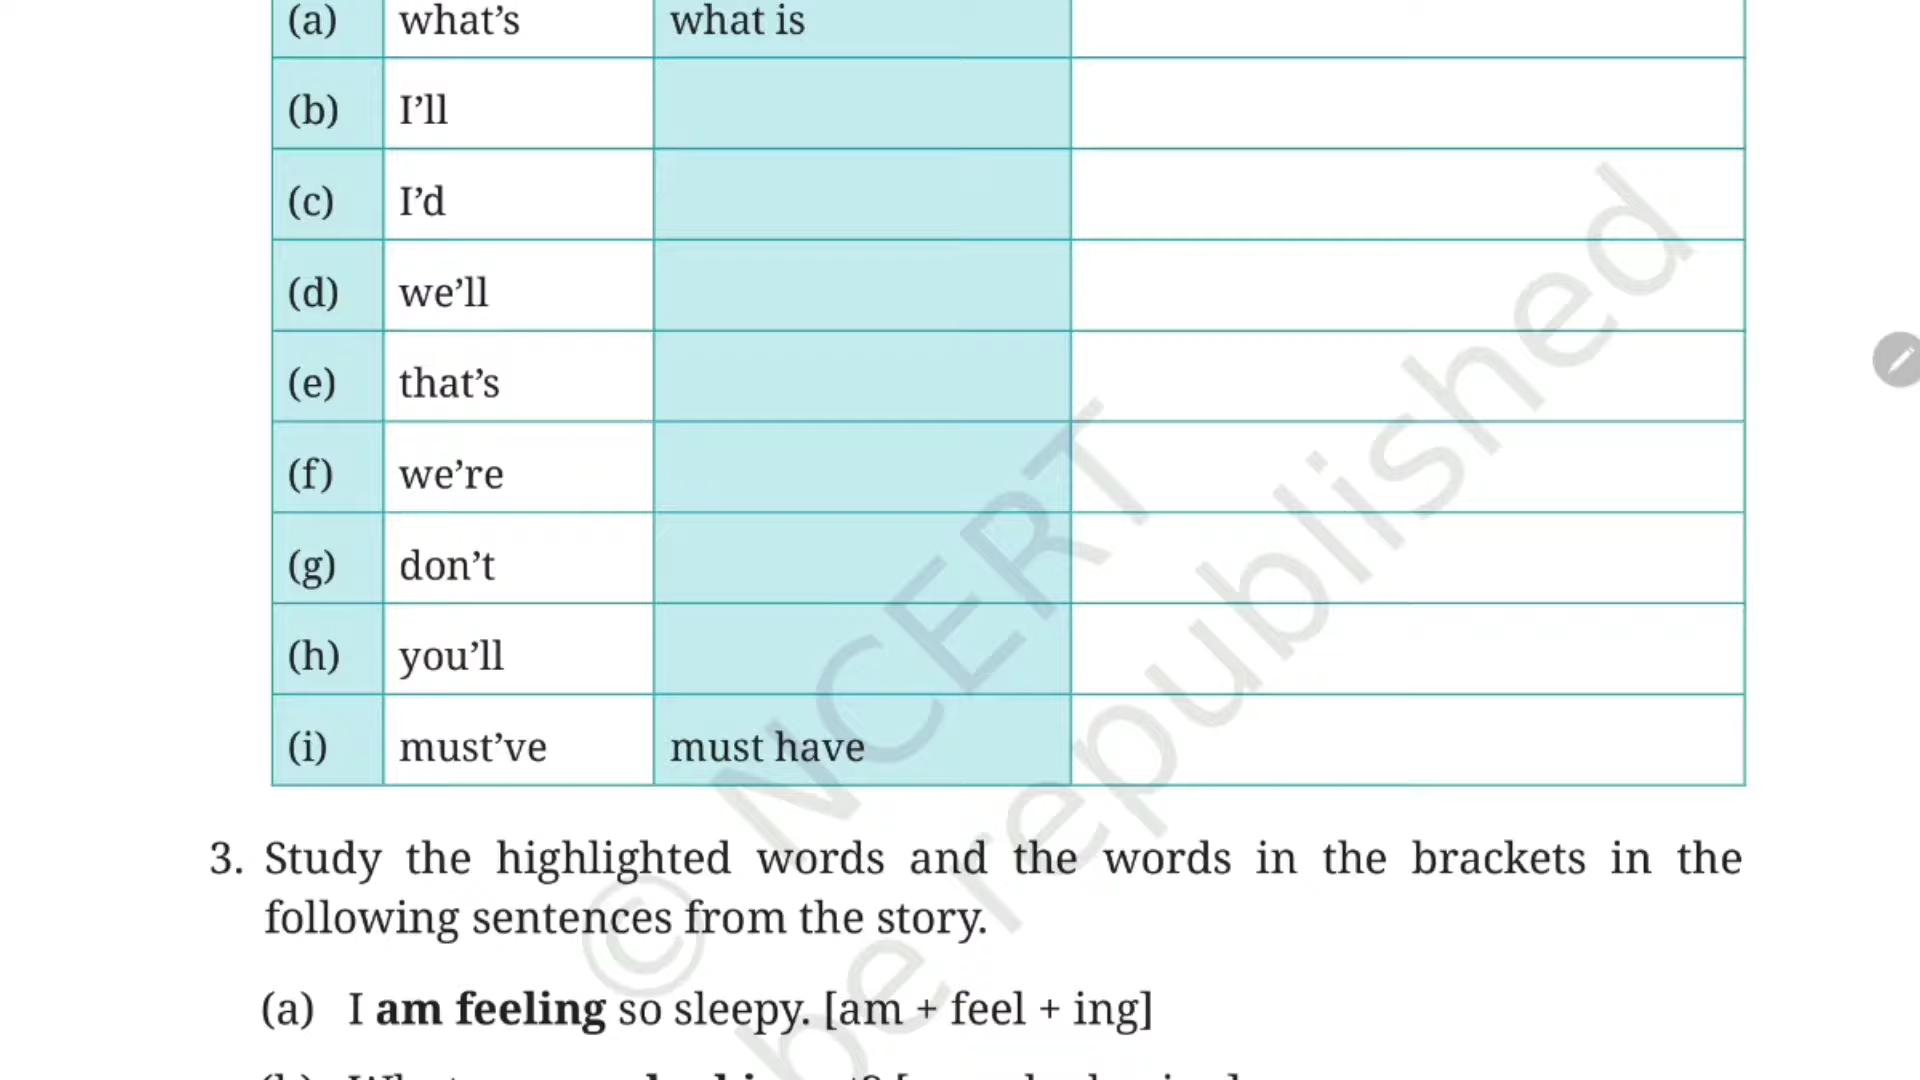 (a) what’s what is
(b) I’ll
(c) I’d
(d) we’ll
(e) that’s
(f) we’re
(g) don’t
(h) you’ll
(i) must’ve must have
© NCERT
be republished
3. Study the highlighted words and the words in the brackets in the
following sentences from the story.
(a) I am feeling so sleepy. [am + feel + ing]